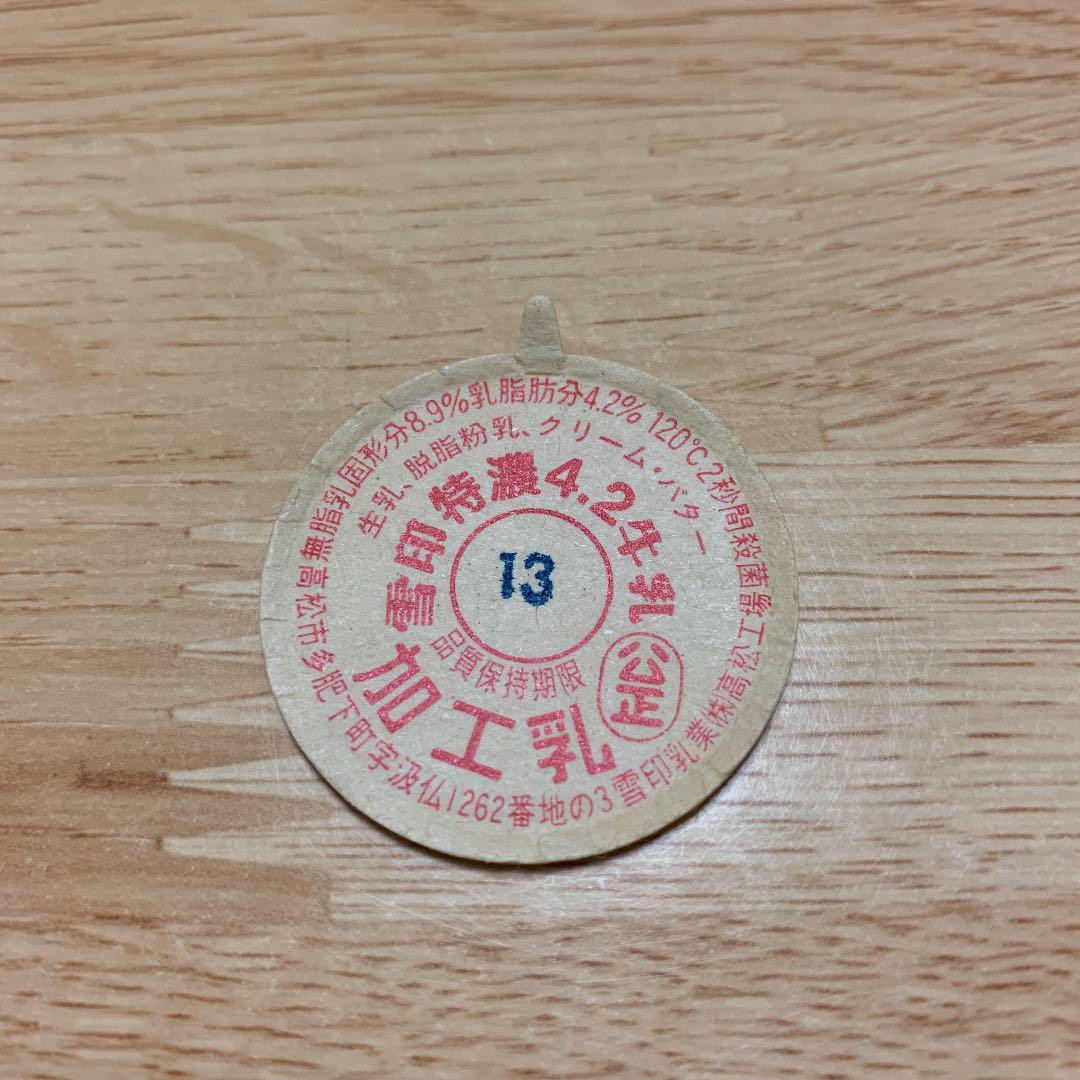 無脂乳固形分8.9%乳脂肪分4.2% 120℃2秒間殺菌
生乳、脱脂粉乳、クリーム・バター
雪印特濃4.2牛乳
13
品質保持期限
加工乳
高松市多肥下町字汲仏1262番地の3雪印乳業㈱高松工場